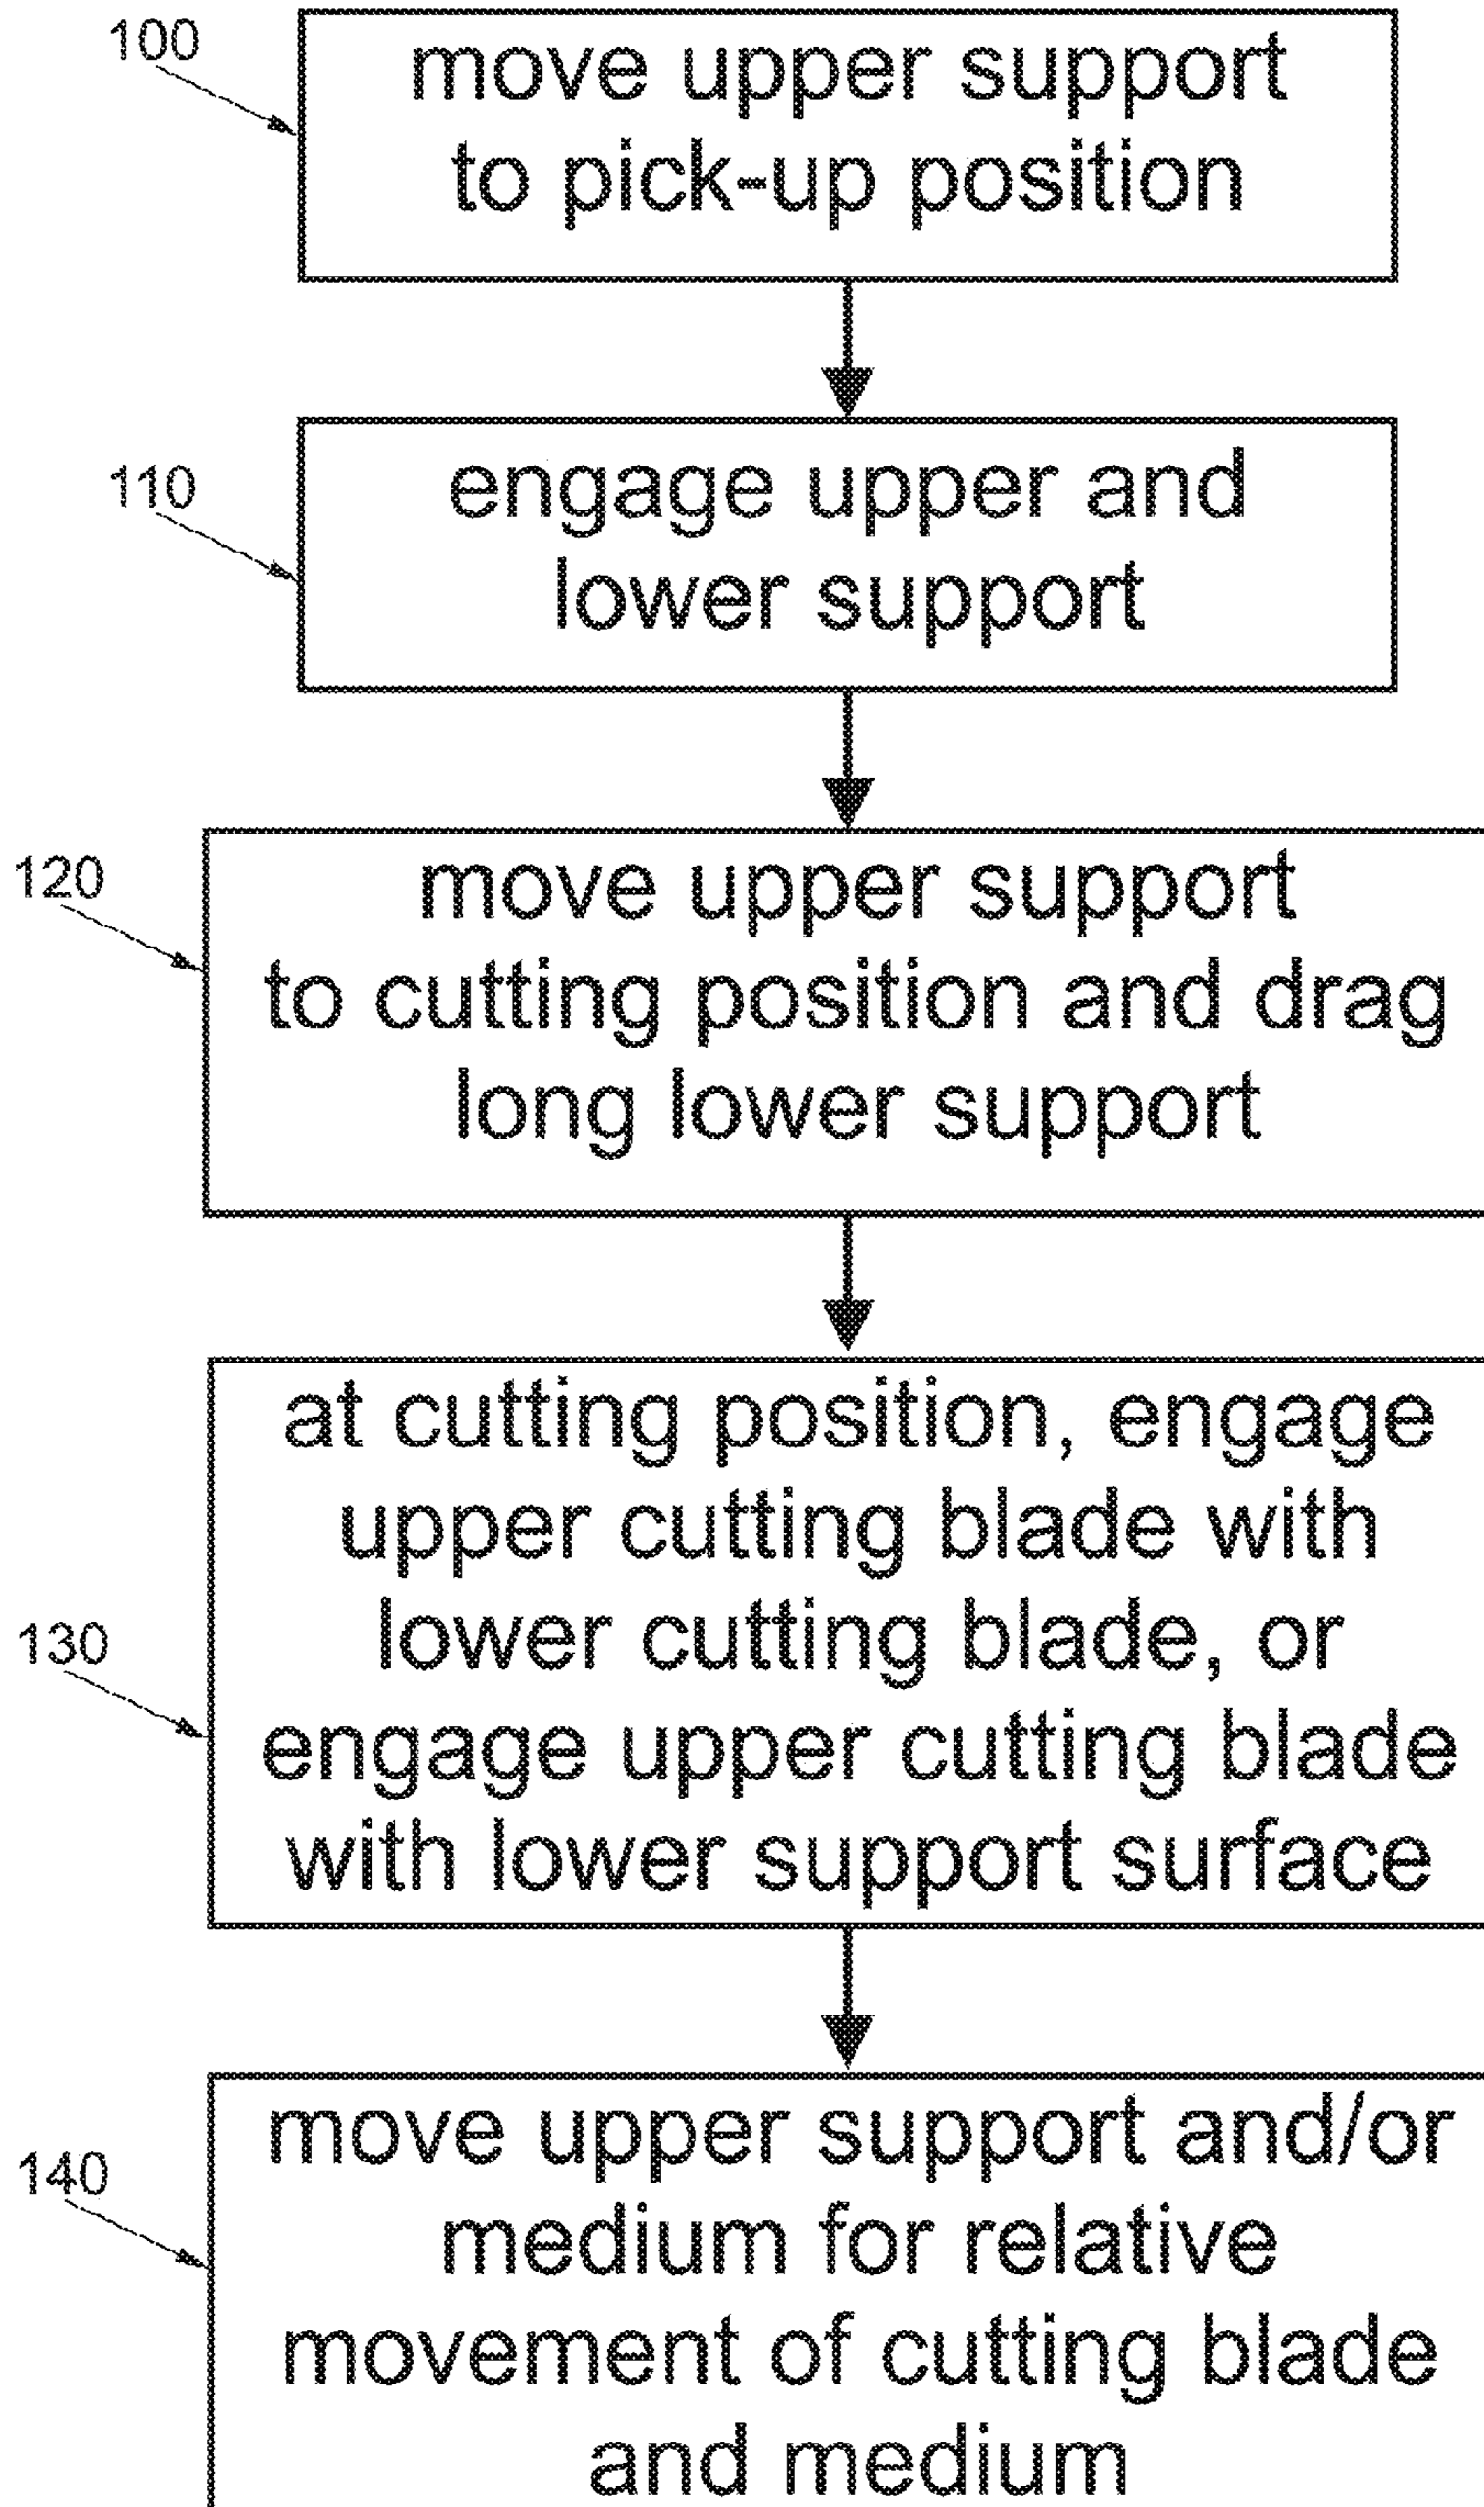 100
move upper support
to pick-up position
110
engage upper and
lower support
120
move upper support
to cutting position and drag
long lower support
130
at cutting position, engage
upper cutting blade with
lower cutting blade, or
engage upper cutting blade
with lower support surface
140
move upper support and/or
medium for relative
movement of cutting blade
and medium